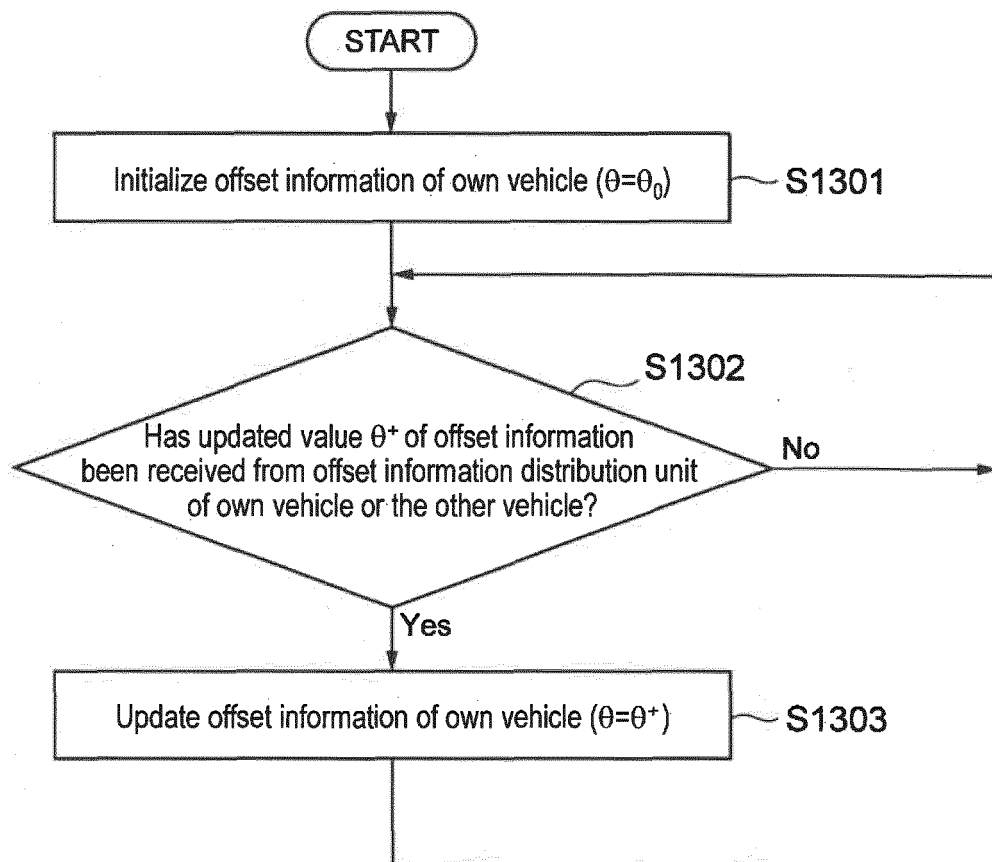 START
Initialize offset information of own vehicle (θ=θ₀)
S1301
S1302
Has updated value θ⁺ of offset information
been received from offset information distribution unit
of own vehicle or the other vehicle?
No
Yes
Update offset information of own vehicle (θ=θ⁺)
S1303